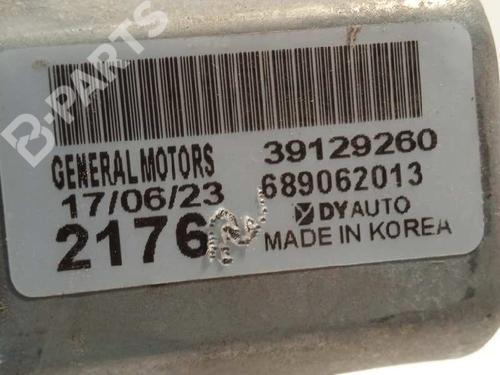 B-PARTS
GENERAL MOTORS 39129260
17/06/23 689062013
2176 DY AUTO
MADE IN KOREA